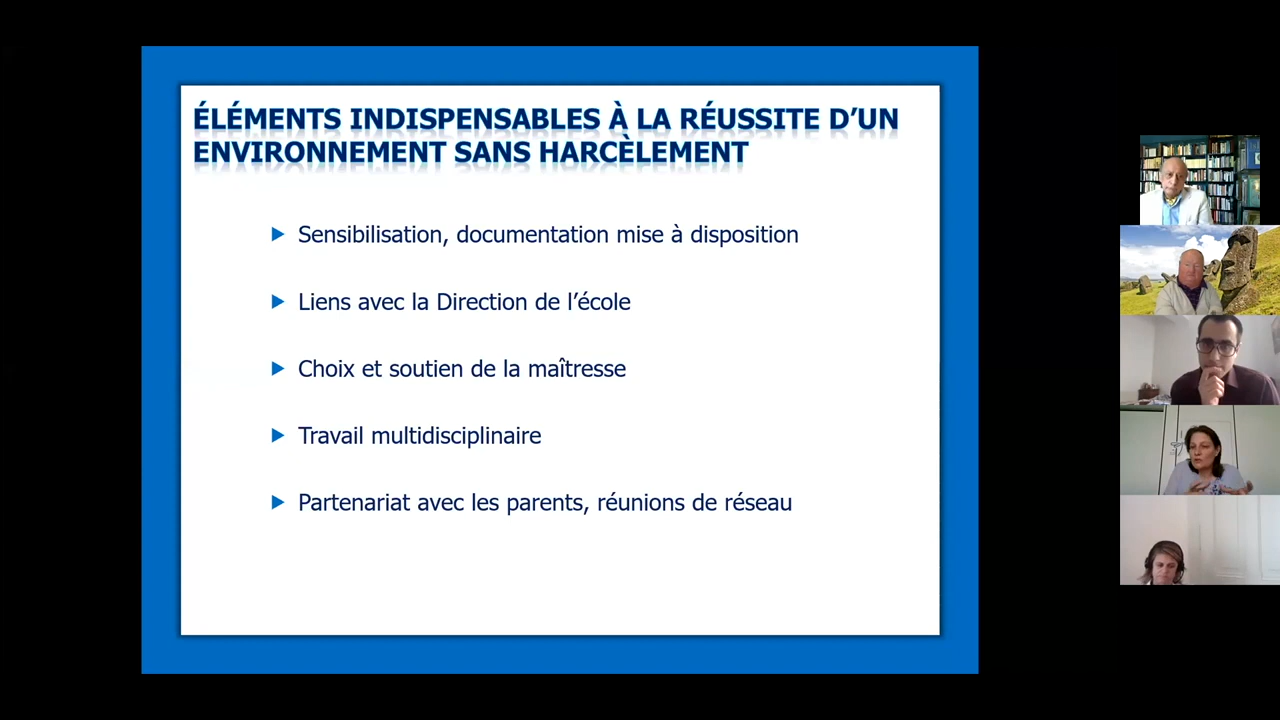 ÉLÉMENTS INDISPENSABLES À LA RÉUSSITE D’UN
ENVIRONNEMENT SANS HARCÈLEMENT
Sensibilisation, documentation mise à disposition
Liens avec la Direction de l’école
Choix et soutien de la maîtresse
Travail multidisciplinaire
Partenariat avec les parents, réunions de réseau